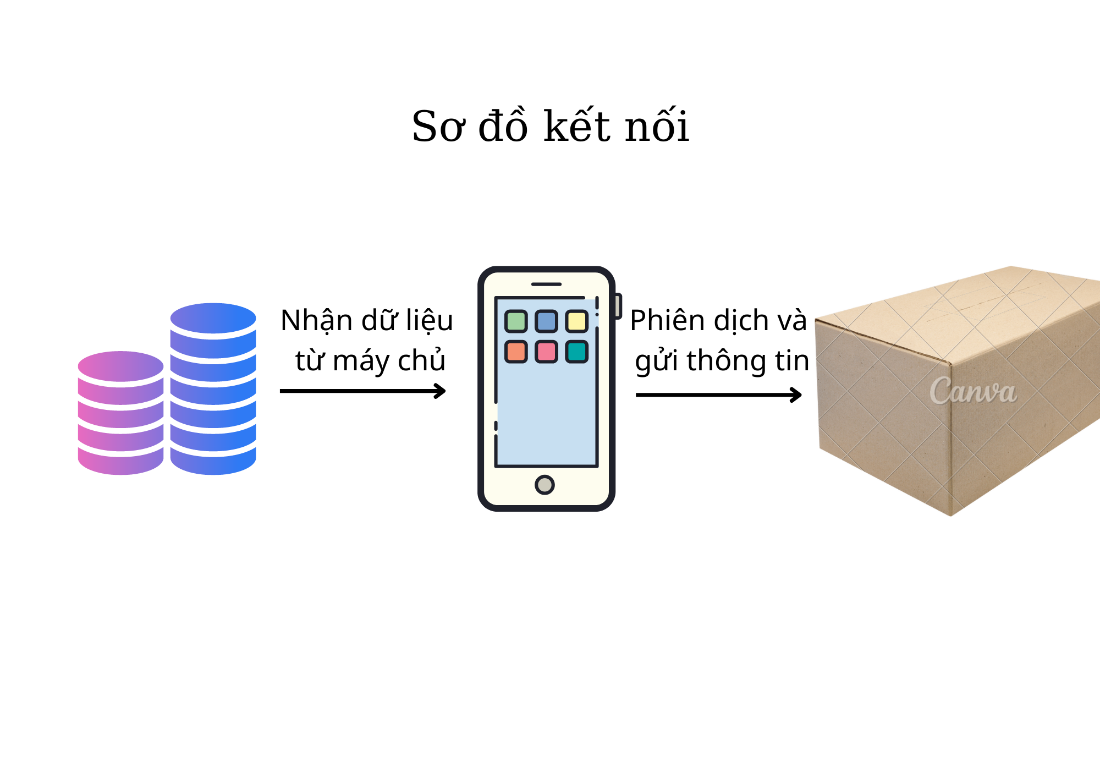 Sơ đồ kết nối
Nhận dữ liệu
từ máy chủ
Phiên dịch và
gửi thông tin
Canva